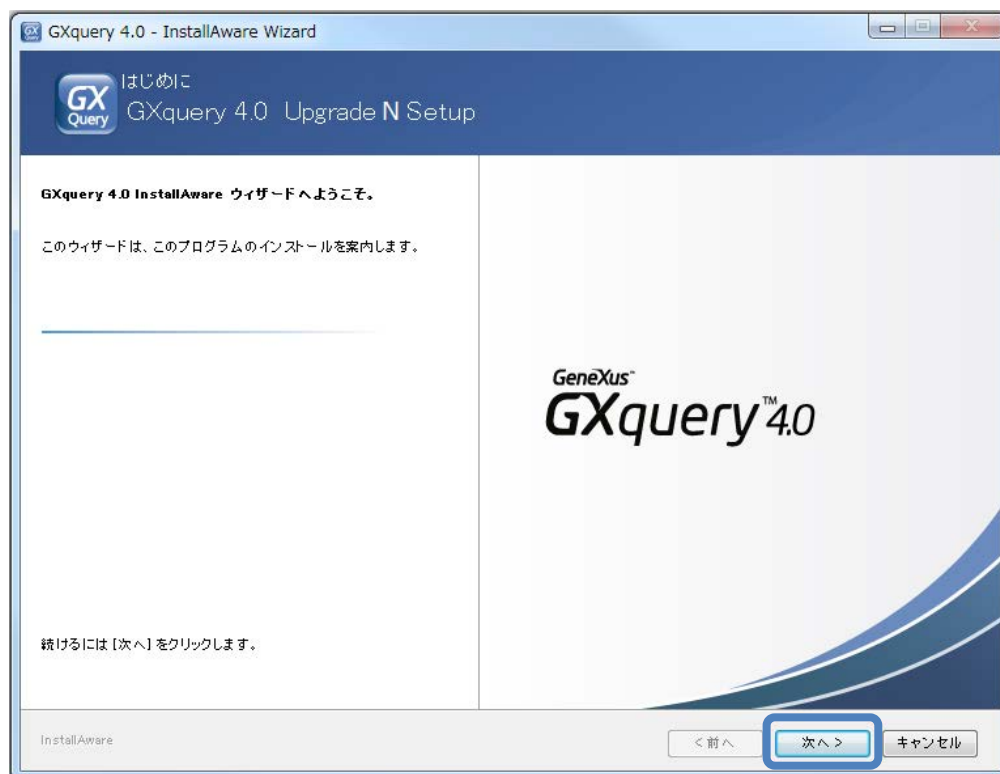 GXquery 4.0 - InstallAware Wizard
GX
Query
はじめに
GXquery 4.0 Upgrade N Setup
GXquery 4.0 InstallAware ウィザードへようこそ。
このウィザードは、このプログラムのインストールを案内します。
GeneXus™
GXquery™4.0
続けるには [次へ] をクリックします。
InstallAware
< 前へ
次へ >
キャンセル